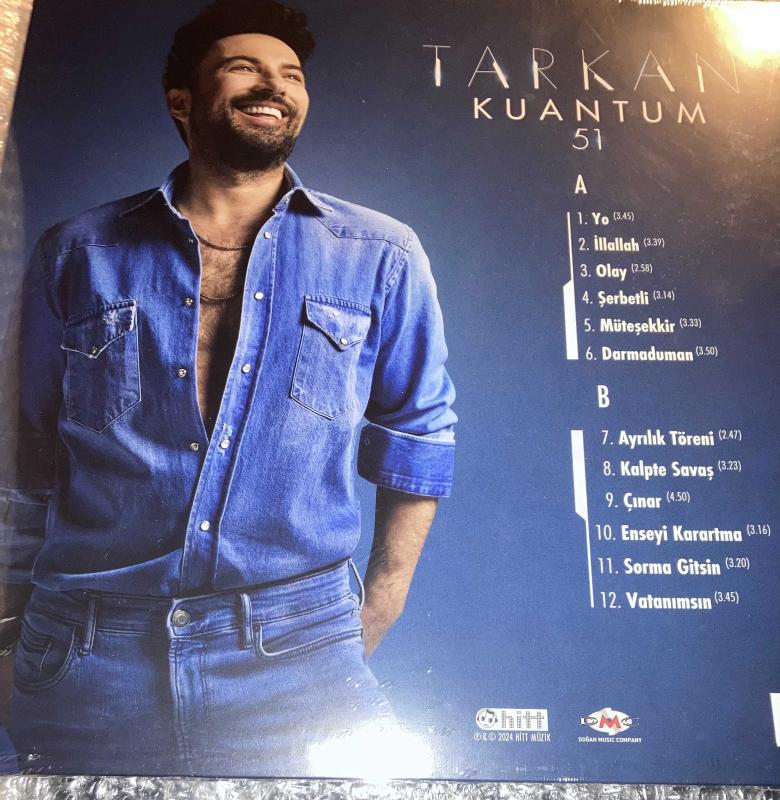 TARKAN
KUANTUM
51
A
1. Yo (3.45)
2. İllallah (3.39)
3. Olay (2.58)
4. Şerbetli (3.14)
5. Müteşekkir (3.33)
6. Darmaduman (3.50)
B
7. Ayrılık Töreni (2.47)
8. Kalpte Savaş (3.23)
9. Çınar (4.50)
10. Enseyi Karartma (3.16)
11. Sorma Gitsin (3.20)
12. Vatanımsın (3.45)
hitt
℗ & © 2024 HİTT MÜZİK
DMC
DOĞAN MUSIC COMPANY